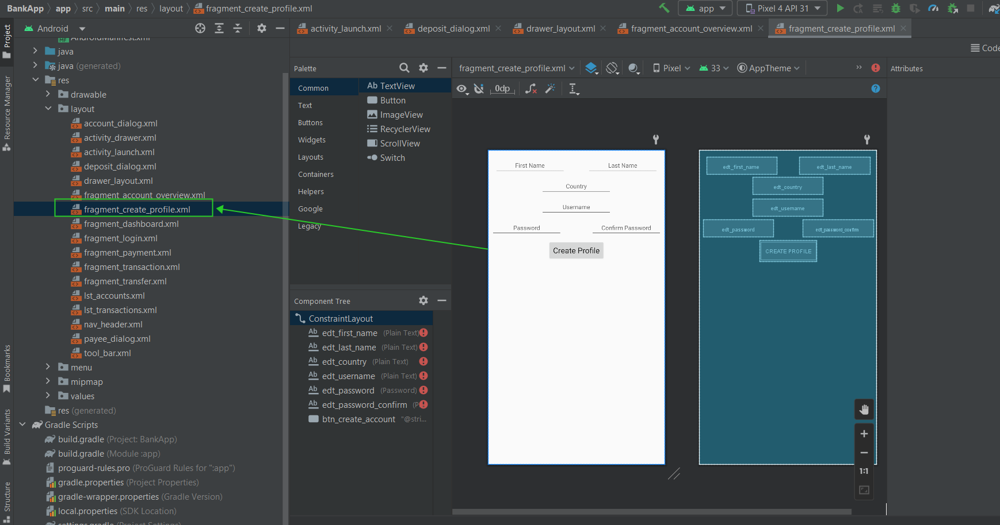 BankApp app src main res layout fragment_create_profile.xml
app
Pixel 4 API 31
Project
Resource Manager
Bookmarks
Build Variants
Structure
Android
AndroidManifest.xml
java
java (generated)
res
drawable
layout
account_dialog.xml
activity_drawer.xml
activity_launch.xml
deposit_dialog.xml
drawer_layout.xml
fragment_account_overview.xml
fragment_create_profile.xml
fragment_dashboard.xml
fragment_login.xml
fragment_payment.xml
fragment_transaction.xml
fragment_transfer.xml
lst_accounts.xml
lst_transactions.xml
nav_header.xml
payee_dialog.xml
tool_bar.xml
menu
mipmap
values
res (generated)
Gradle Scripts
build.gradle (Project: BankApp)
build.gradle (Module :app)
proguard-rules.pro (ProGuard Rules for ":app")
gradle.properties (Project Properties)
gradle-wrapper.properties (Gradle Version)
local.properties (SDK Location)
settings.gradle (Project Settings)
activity_launch.xml
deposit_dialog.xml
drawer_layout.xml
fragment_account_overview.xml
fragment_create_profile.xml
Code
Palette
Common
Text
Buttons
Widgets
Layouts
Containers
Helpers
Google
Legacy
Ab TextView
Button
ImageView
RecyclerView
ScrollView
Switch
Component Tree
ConstraintLayout
Ab edt_first_name (Plain Text)
Ab edt_last_name (Plain Text)
Ab edt_country (Plain Text)
Ab edt_username (Plain Text)
Ab edt_password (Password)
Ab edt_password_confirm (P
btn_create_account "@stri...
fragment_create_profile.xml
Pixel
33
AppTheme
Attributes
0dp
First Name
Last Name
Country
Username
Password
Confirm Password
Create Profile
edt_first_name
edt_last_name
edt_country
edt_username
edt_password
edt_password_confirm
CREATE PROFILE
1:1